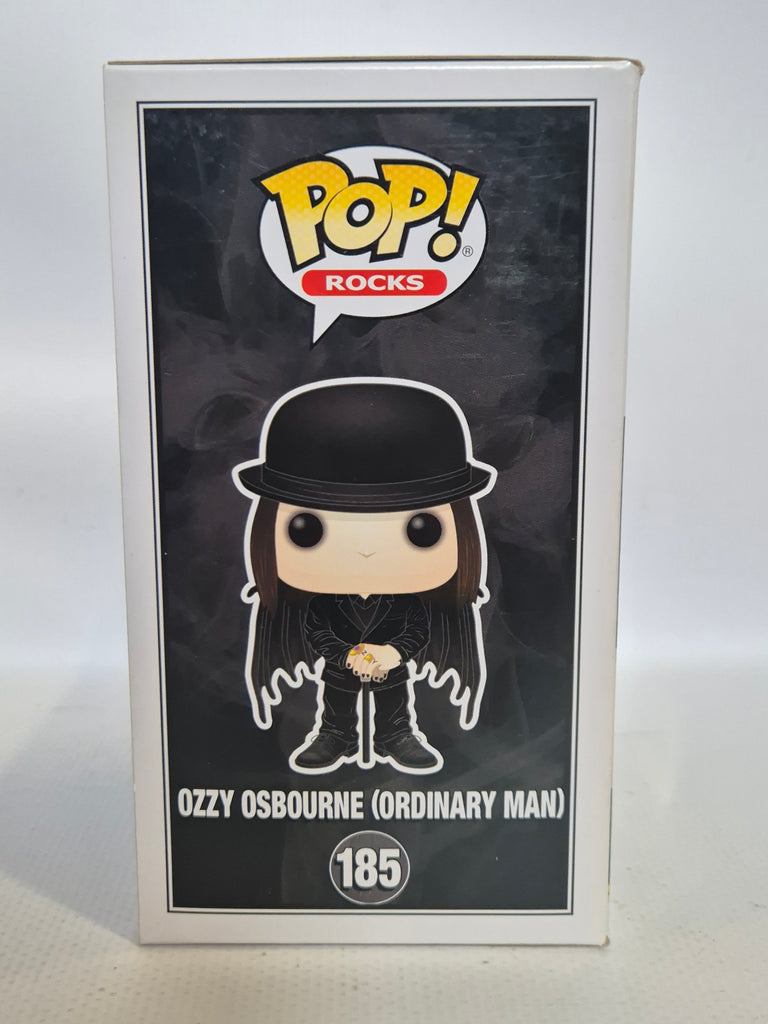 POP!
®
ROCKS
OZZY OSBOURNE (ORDINARY MAN)
185